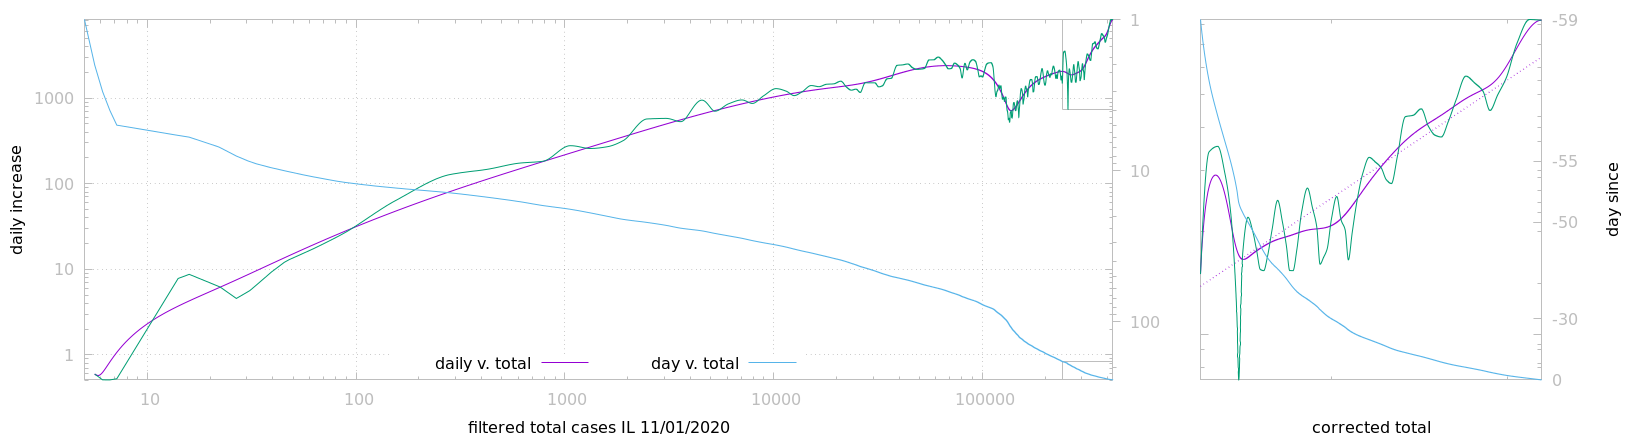 daily increase
1000
100
10
1
10
100
1000
10000
100000
daily v. total
day v. total
filtered total cases IL 11/01/2020
1
10
100
-59
-55
-50
-30
0
day since
corrected total